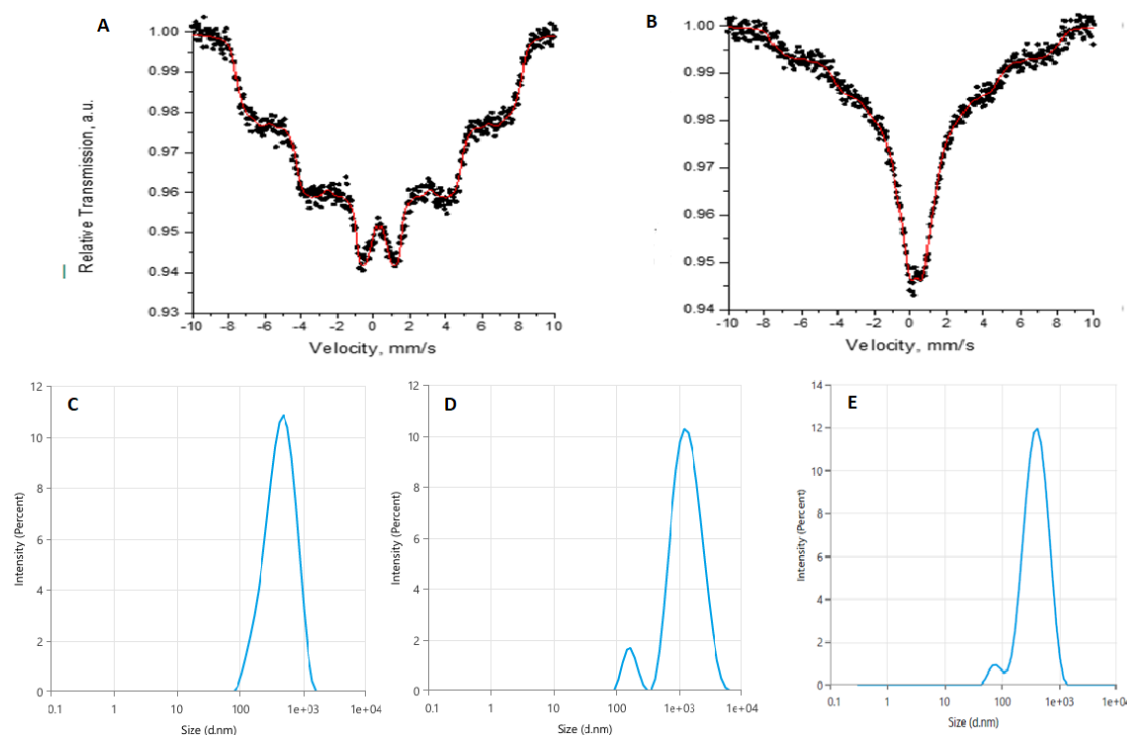 A
1.00
0.99
0.98
0.97
0.96
0.95
0.94
0.93
Relative Transmission, a.u.
-10 -8 -6 -4 -2 0 2 4 6 8 10
Velocity, mm/s
B
1.00
0.99
0.98
0.97
0.96
0.95
0.94
-10 -8 -6 -4 -2 0 2 4 6 8 10
Velocity, mm/s
C
12
10
8
6
4
2
0
Intensity (Percent)
0.1 1 10 100 1e+03 1e+04
Size (d.nm)
D
12
10
8
6
4
2
0
Intensity (Percent)
0.1 1 10 100 1e+03 1e+04
Size (d.nm)
E
14
12
10
8
6
4
2
0
Intensity (Percent)
0.1 1 10 100 1e+03 1e+04
Size (d.nm)